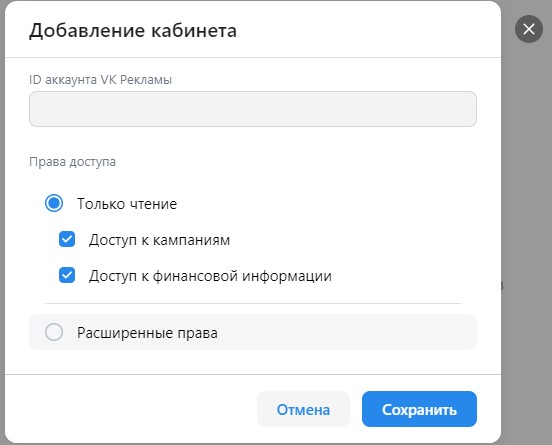 Добавление кабинета
ID аккаунта VK Рекламы
Права доступа
Только чтение
Доступ к кампаниям
Доступ к финансовой информации
Расширенные права
Отмена
Сохранить